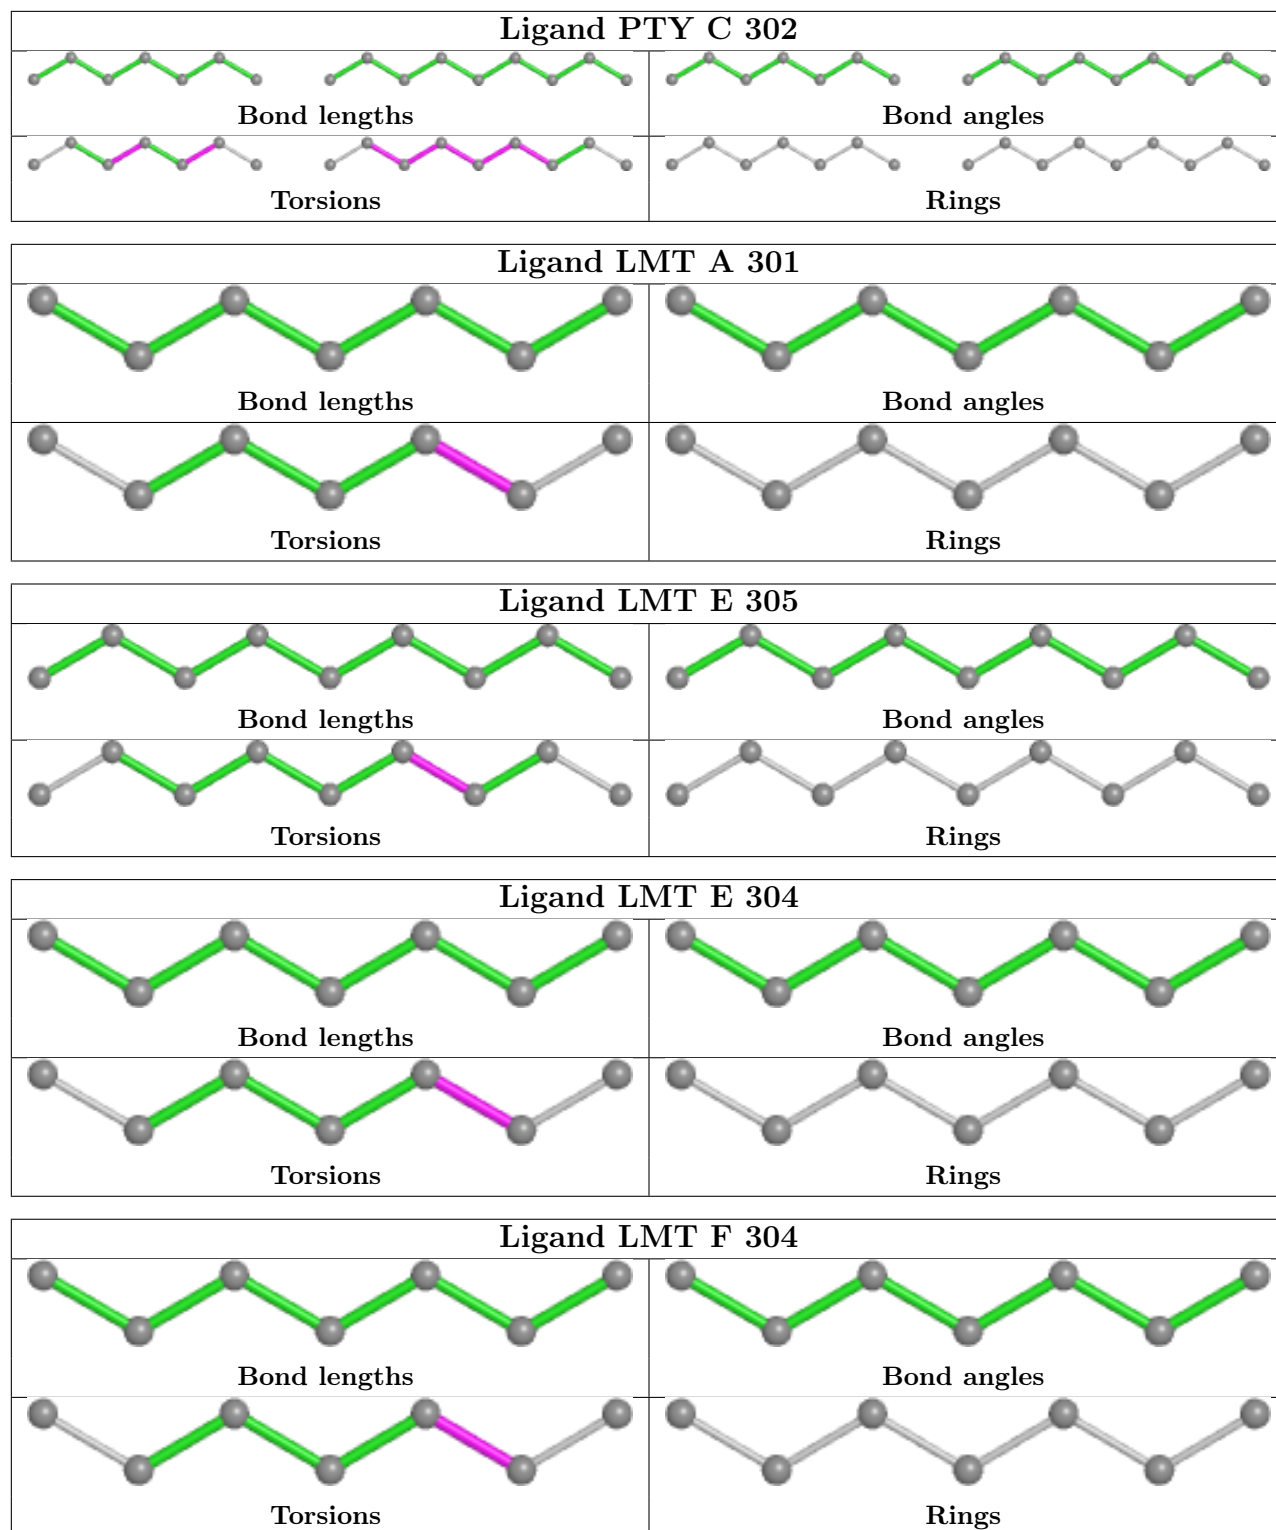 Ligand PTY C 302
Bond lengths
Bond angles
Torsions
Rings
Ligand LMT A 301
Bond lengths
Bond angles
Torsions
Rings
Ligand LMT E 305
Bond lengths
Bond angles
Torsions
Rings
Ligand LMT E 304
Bond lengths
Bond angles
Torsions
Rings
Ligand LMT F 304
Bond lengths
Bond angles
Torsions
Rings